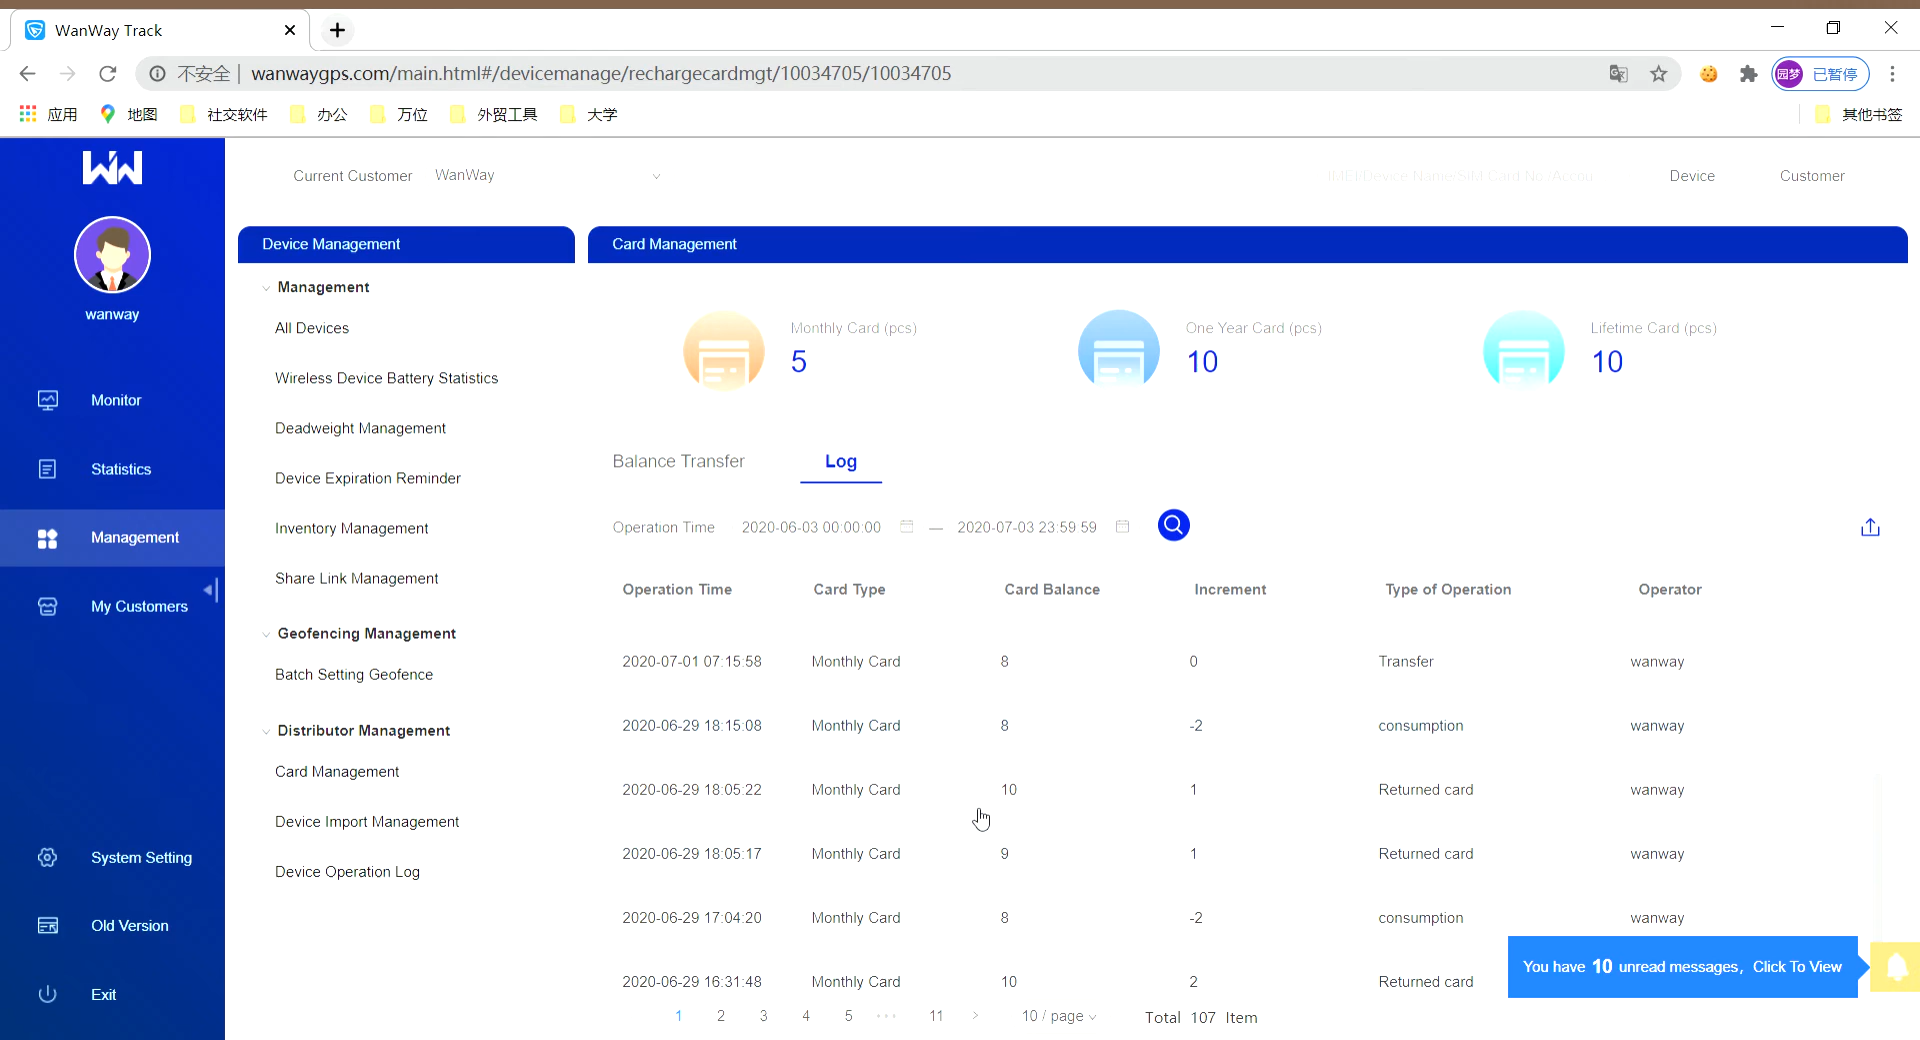 WanWay Track
不安全 | wanwaygps.com/main.html#/devicemanage/rechargecardmgt/10034705/10034705
园梦 已暂停
应用 地图 社交软件 办公 万位 外贸工具 大学 其他书签
wanway
Monitor
Statistics
Management
My Customers
System Setting
Old Version
Exit
Current Customer WanWay
IMEI/Device Name/SIM Card No./Accou Device Customer
Device Management
Management
All Devices
Wireless Device Battery Statistics
Deadweight Management
Device Expiration Reminder
Inventory Management
Share Link Management
Geofencing Management
Batch Setting Geofence
Distributor Management
Card Management
Device Import Management
Device Operation Log
Card Management
Monthly Card (pcs)
5
One Year Card (pcs)
10
Lifetime Card (pcs)
10
Balance Transfer Log
Operation Time 2020-06-03 00:00:00 — 2020-07-03 23:59 59
Operation Time Card Type Card Balance Increment Type of Operation Operator
2020-07-01 07:15:58 Monthly Card 8 0 Transfer wanway
2020-06-29 18:15:08 Monthly Card 8 -2 consumption wanway
2020-06-29 18:05:22 Monthly Card 10 1 Returned card wanway
2020-06-29 18:05:17 Monthly Card 9 1 Returned card wanway
2020-06-29 17:04:20 Monthly Card 8 -2 consumption wanway
2020-06-29 16:31:48 Monthly Card 10 2 Returned card
You have 10 unread messages, Click To View
1 2 3 4 5 ··· 11 > 10 / page Total 107 Item